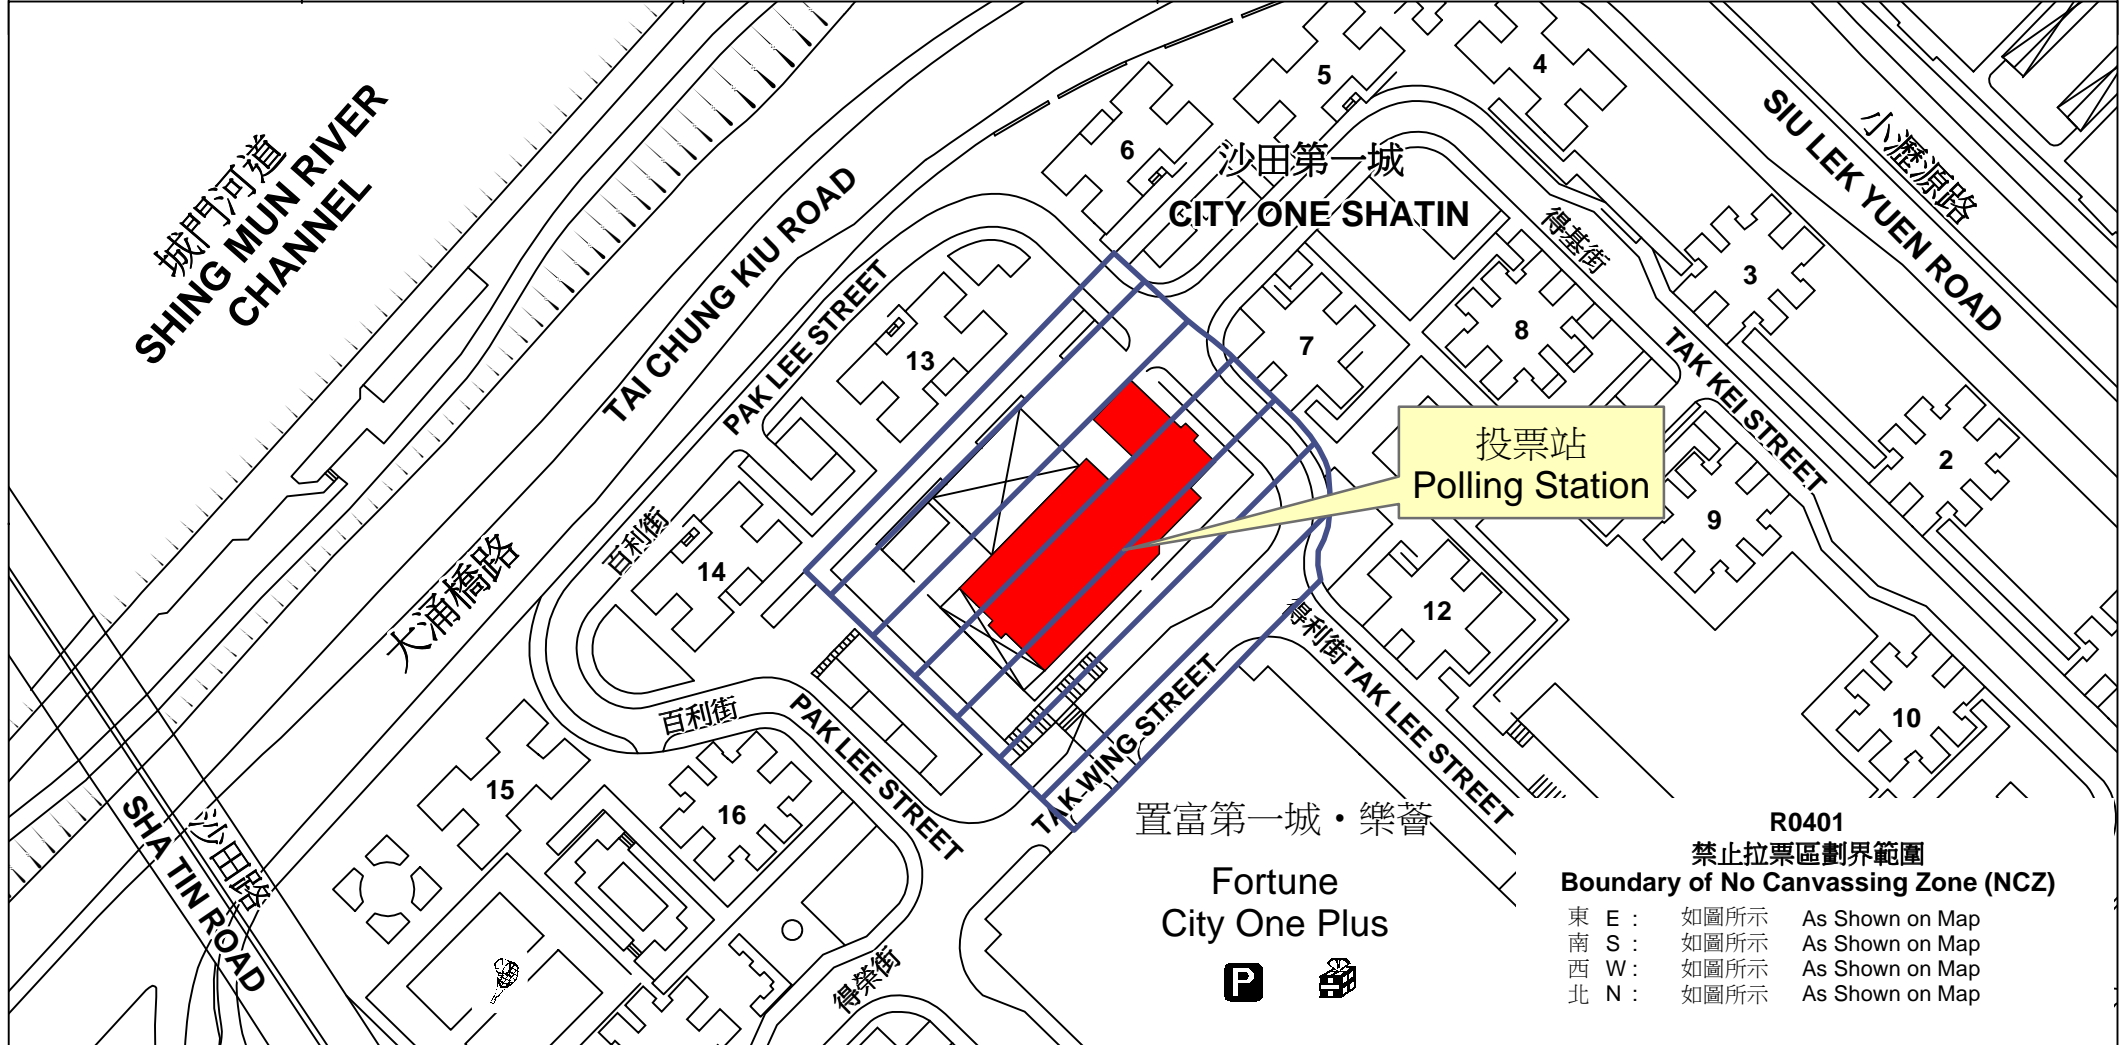 城門河道
SHING MUN RIVER
CHANNEL
TAI CHUNG KIU ROAD
大涌橋路
PAK LEE STREET
百利街
百利街
PAK LEE STREET
沙田路
SHA TIN ROAD
沙田第一城
CITY ONE SHATIN
小瀝源路
SIU LEK YUEN ROAD
得基街
TAK KEI STREET
4
5
6
3
8
7
13
2
9
14
12
10
15
16
投票站
Polling Station
得利街 TAK LEE STREET
TAK WING STREET
得榮街
置富第一城・樂薈
Fortune
City One Plus
P
R0401
禁止拉票區劃界範圍
Boundary of No Canvassing Zone (NCZ)
東 E : 如圖所示 As Shown on Map
南 S : 如圖所示 As Shown on Map
西 W : 如圖所示 As Shown on Map
北 N : 如圖所示 As Shown on Map